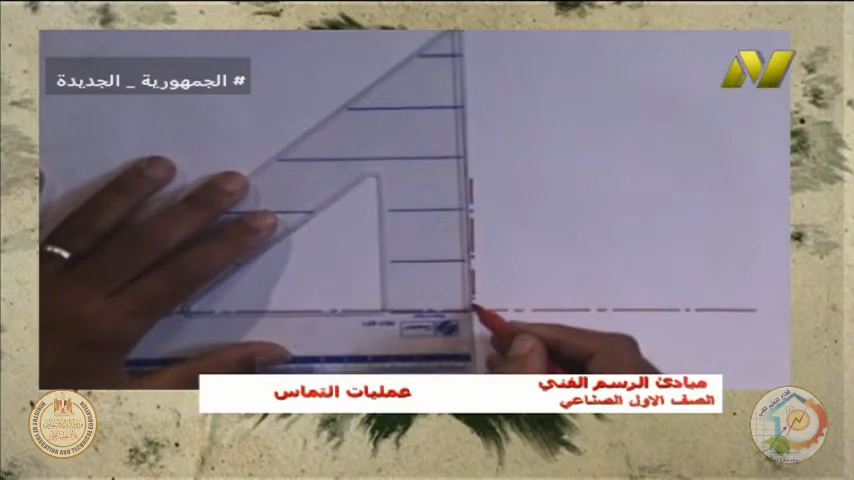 # الجمهورية _ الجديدة
مبادئ الرسم الفني
الصف الاول الصناعي
عمليات التماس